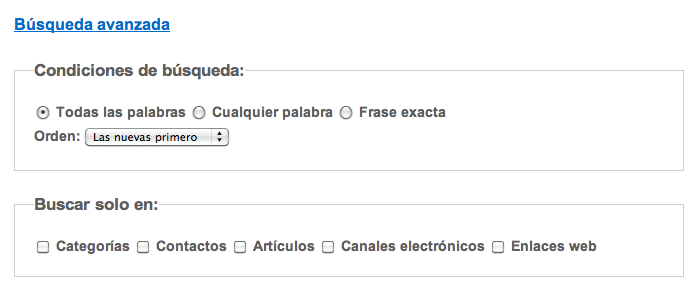 Búsqueda avanzada
Condiciones de búsqueda:
Todas las palabras Cualquier palabra Frase exacta
Orden: Las nuevas primero
Buscar solo en:
Categorías Contactos Artículos Canales electrónicos Enlaces web